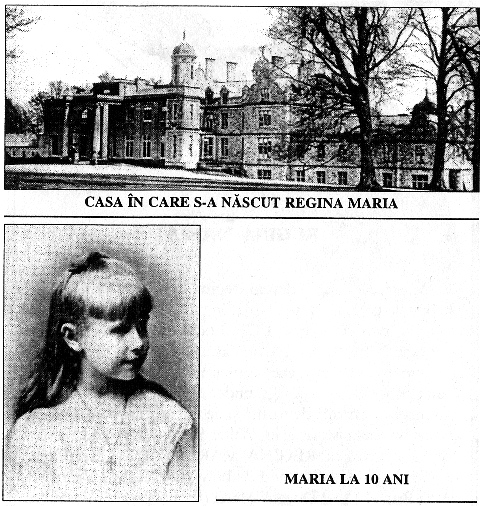 CASA ÎN CARE S-A NĂSCUT REGINA MARIA
MARIA LA 10 ANI